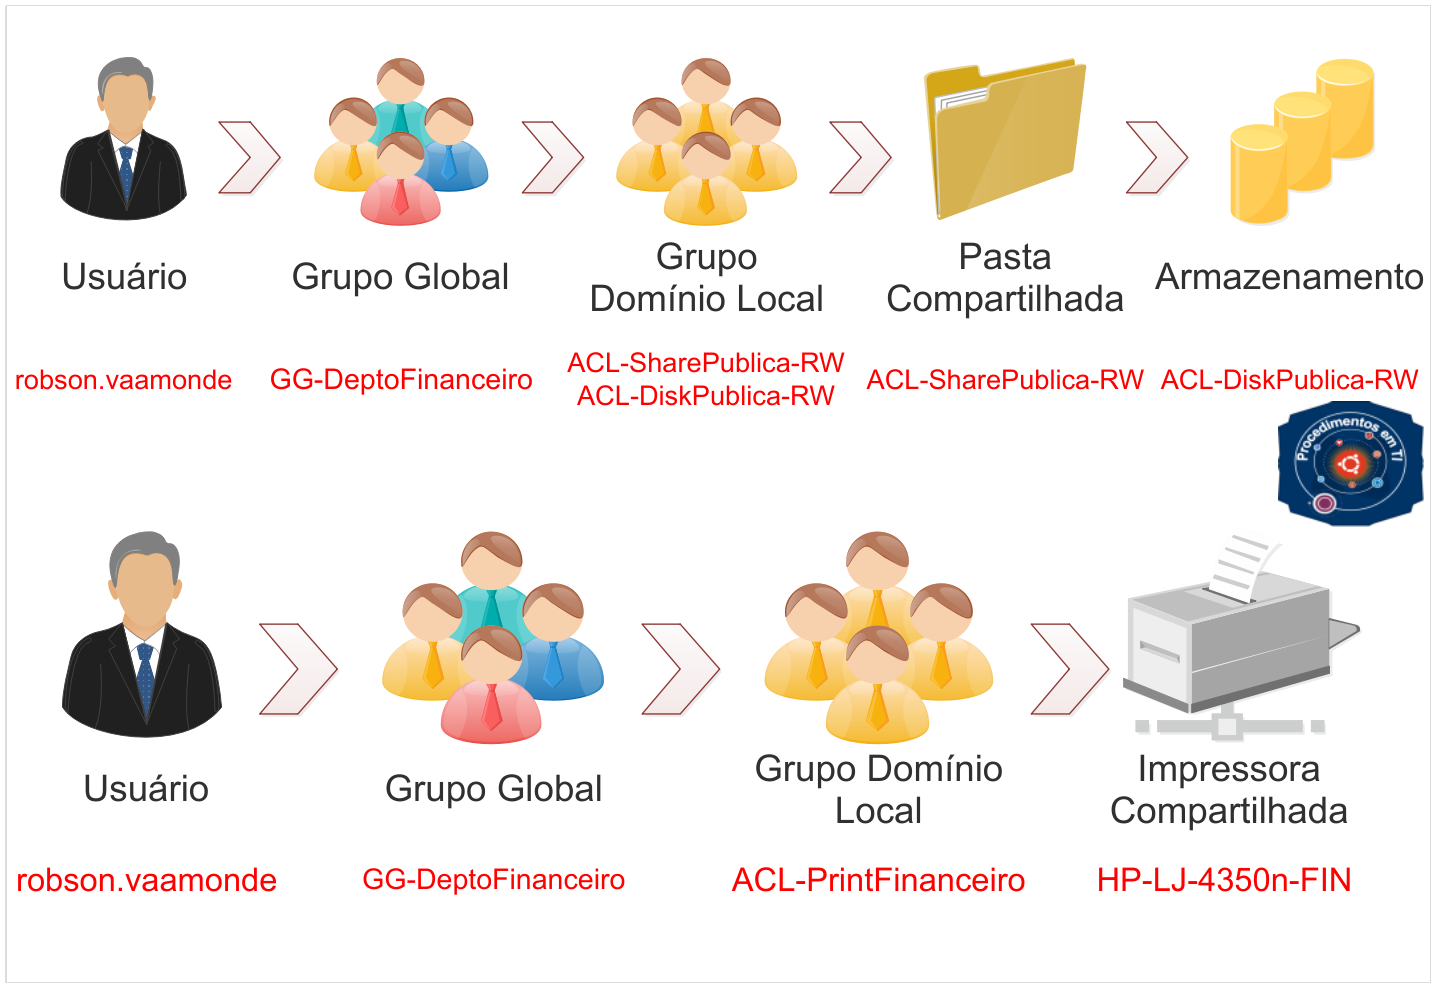 Usuário
Grupo Global
Grupo
Domínio Local
Pasta
Compartilhada
Armazenamento
robson.vaamonde
GG-DeptoFinanceiro
ACL-SharePublica-RW
ACL-DiskPublica-RW
ACL-SharePublica-RW
ACL-DiskPublica-RW
Procedimentos em TI
Usuário
Grupo Global
Grupo Domínio
Local
Impressora
Compartilhada
robson.vaamonde
GG-DeptoFinanceiro
ACL-PrintFinanceiro
HP-LJ-4350n-FIN